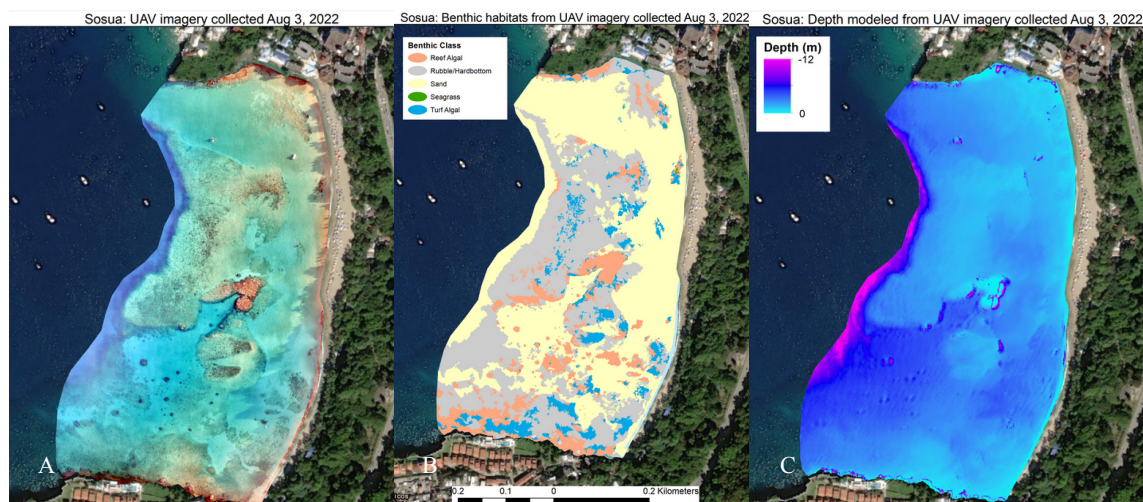 Sosua: UAV imagery collected Aug 3, 2022
Sosua: Benthic habitats from UAV imagery collected Aug 3, 2022
Sosua: Depth modeled from UAV imagery collected Aug 3, 2022
Benthic Class
Reef Algal
Rubble/Hardbottom
Sand
Seagrass
Turf Algal
Depth (m)
-12
0
A
B
C
0.2 0.1 0 0.2 Kilometers